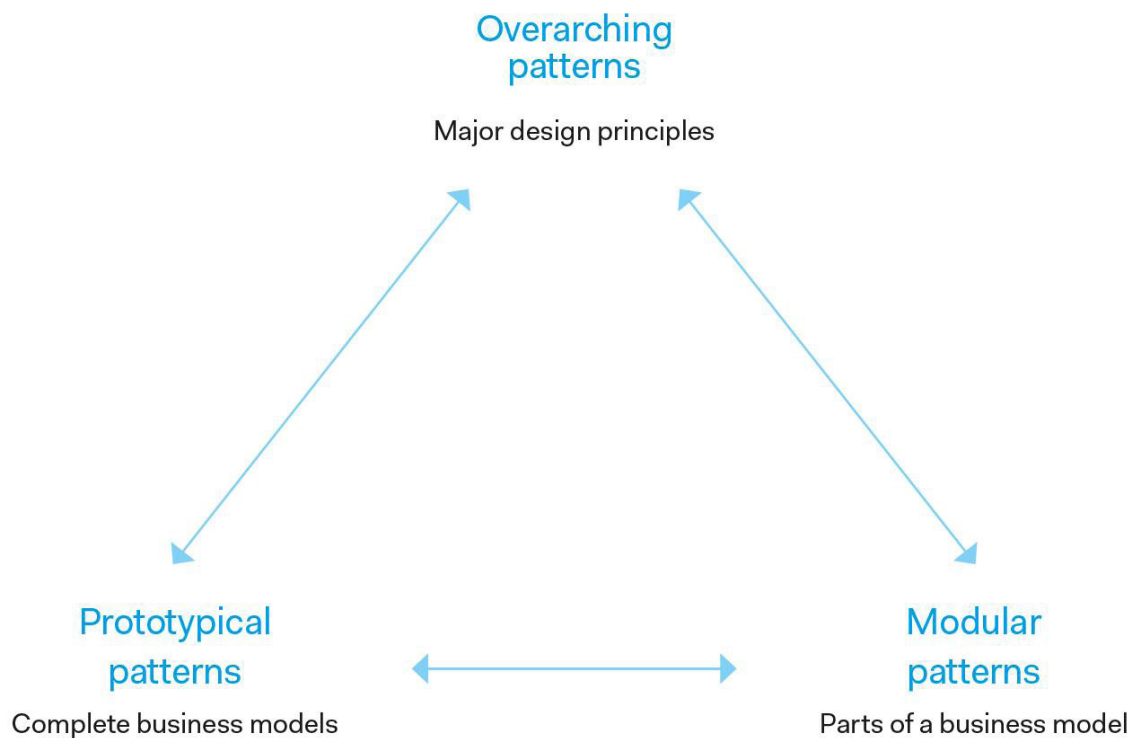 Overarching
patterns
Major design principles
Prototypical
patterns
Complete business models
Modular
patterns
Parts of a business model